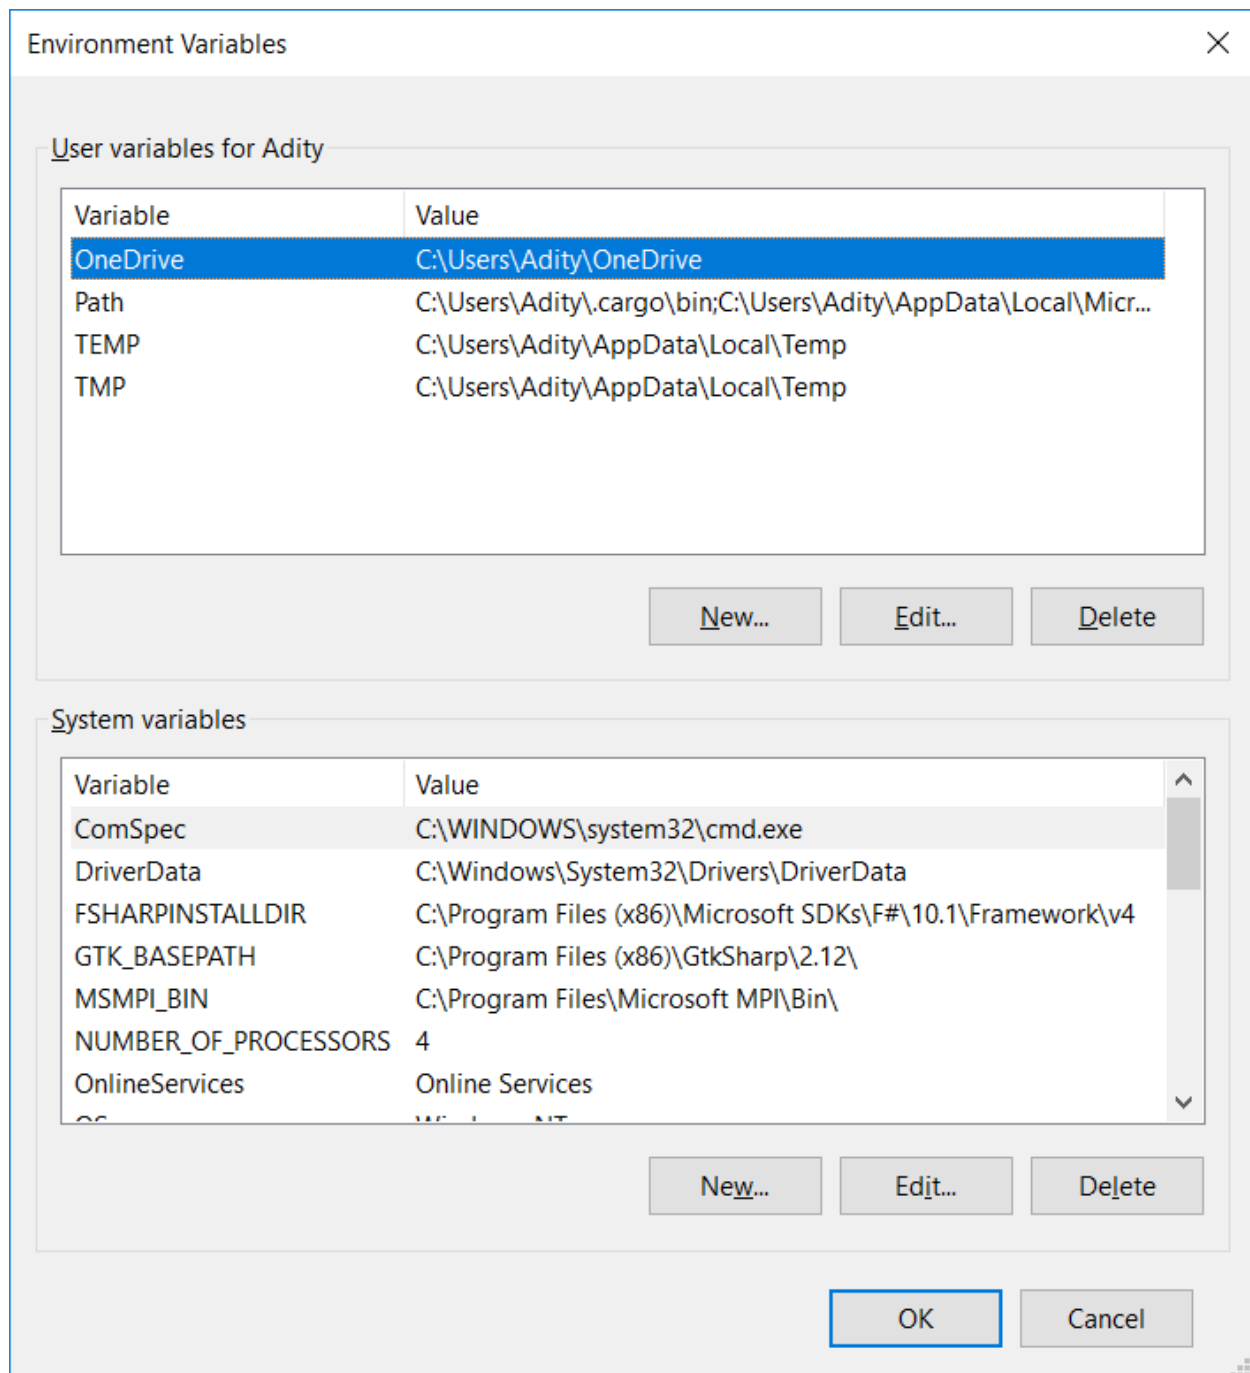 Environment Variables
User variables for Adity
Variable Value
OneDrive C:\Users\Adity\OneDrive
Path C:\Users\Adity\.cargo\bin;C:\Users\Adity\AppData\Local\Micr...
TEMP C:\Users\Adity\AppData\Local\Temp
TMP C:\Users\Adity\AppData\Local\Temp
New... Edit... Delete
System variables
Variable Value
ComSpec C:\WINDOWS\system32\cmd.exe
DriverData C:\Windows\System32\Drivers\DriverData
FSHARPINSTALLDIR C:\Program Files (x86)\Microsoft SDKs\F#\10.1\Framework\v4
GTK_BASEPATH C:\Program Files (x86)\GtkSharp\2.12\
MSMPI_BIN C:\Program Files\Microsoft MPI\Bin\
NUMBER_OF_PROCESSORS 4
OnlineServices Online Services
New... Edit... Delete
OK Cancel